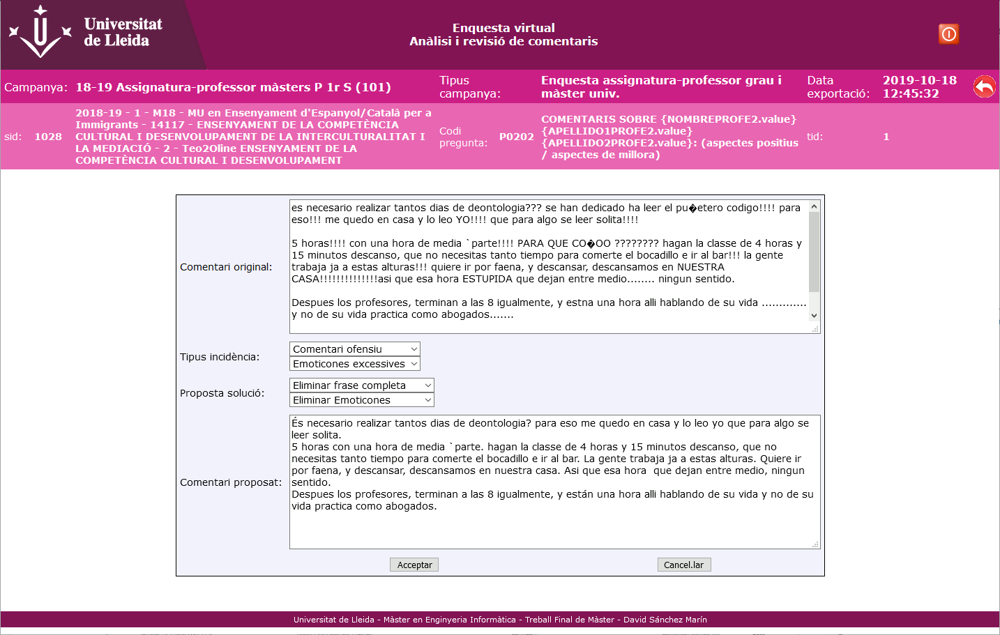 Universitat
de Lleida
Enquesta virtual
Anàlisi i revisió de comentaris
Campanya:
18-19 Assignatura-professor màsters P 1r S (101)
Tipus
campanya:
Enquesta assignatura-professor grau i
màster univ.
Data
exportació:
2019-10-18
12:45:32
sid:
1028
2018-19 - 1 - M18 - MU en Ensenyament d'Espanyol/Català per a
Immigrants - 14117 - ENSENYAMENT DE LA COMPETÈNCIA
CULTURAL I DESENVOLUPAMENT DE LA INTERCULTURALITAT I
LA MEDIACIÓ - 2 - Teo2Oline ENSENYAMENT DE LA
COMPETÈNCIA CULTURAL I DESENVOLUPAMENT
Codi
pregunta:
P0202
COMENTARIS SOBRE {NOMBREPROFE2.value}
{APELLIDO1PROFE2.value}
{APELLIDO2PROFE2.value}: (aspectes positius
/ aspectes de millora)
tid:
1
Comentari original:
es necesario realizar tantos dias de deontologia??? se han dedicado ha leer el pu�etero codigo!!!! para
eso!!! me quedo en casa y lo leo YO!!!! que para algo se leer solita!!!!
5 horas!!!! con una hora de media `parte!!!! PARA QUE CO�OO ???????? hagan la classe de 4 horas y
15 minutos descanso, que no necesitas tanto tiempo para comerte el bocadillo e ir al bar!!! la gente
trabaja ja a estas alturas!!! quiere ir por faena, y descansar, descansamos en NUESTRA
CASA!!!!!!!!!!!!!!asi que esa hora ESTUPIDA que dejan entre medio........ ningun sentido.
Despues los profesores, terminan a las 8 igualmente, y estna una hora alli hablando de su vida .............
y no de su vida practica como abogados.......
Tipus incidència:
Comentari ofensiu
Emoticones excessives
Proposta solució:
Eliminar frase completa
Eliminar Emoticones
Comentari proposat:
És necesario realizar tantos dias de deontologia? para eso me quedo en casa y lo leo yo que para algo se
leer solita.
5 horas con una hora de media `parte. hagan la classe de 4 horas y 15 minutos descanso, que no
necesitas tanto tiempo para comerte el bocadillo e ir al bar. La gente trabaja ja a estas alturas. Quiere ir
por faena, y descansar, descansamos en nuestra casa. Asi que esa hora  que dejan entre medio, ningun
sentido.
Despues los profesores, terminan a las 8 igualmente, y están una hora alli hablando de su vida y no de su
vida practica como abogados.
Acceptar
Cancel.lar
Universitat de Lleida - Màster en Enginyeria Informàtica - Treball Final de Màster - David Sánchez Marín